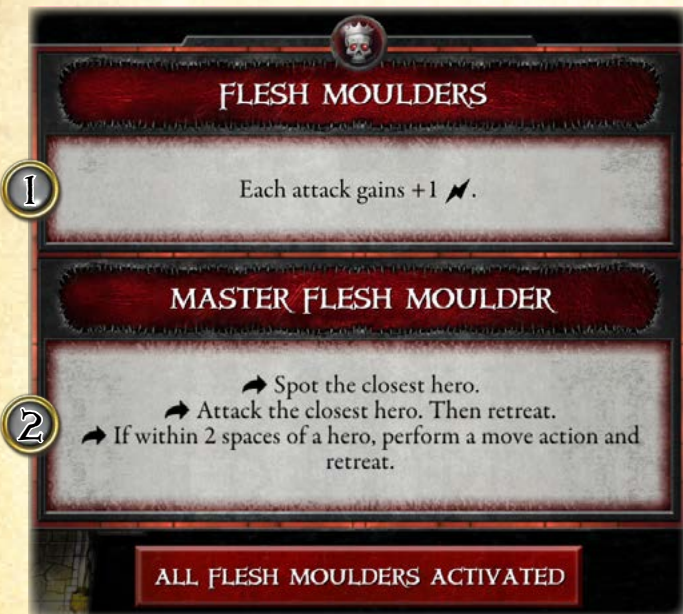 FLESH MOULDERS
1
Each attack gains +1 .
MASTER FLESH MOULDER
2
Spot the closest hero.
Attack the closest hero. Then retreat.
If within 2 spaces of a hero, perform a move action and
retreat.
ALL FLESH MOULDERS ACTIVATED